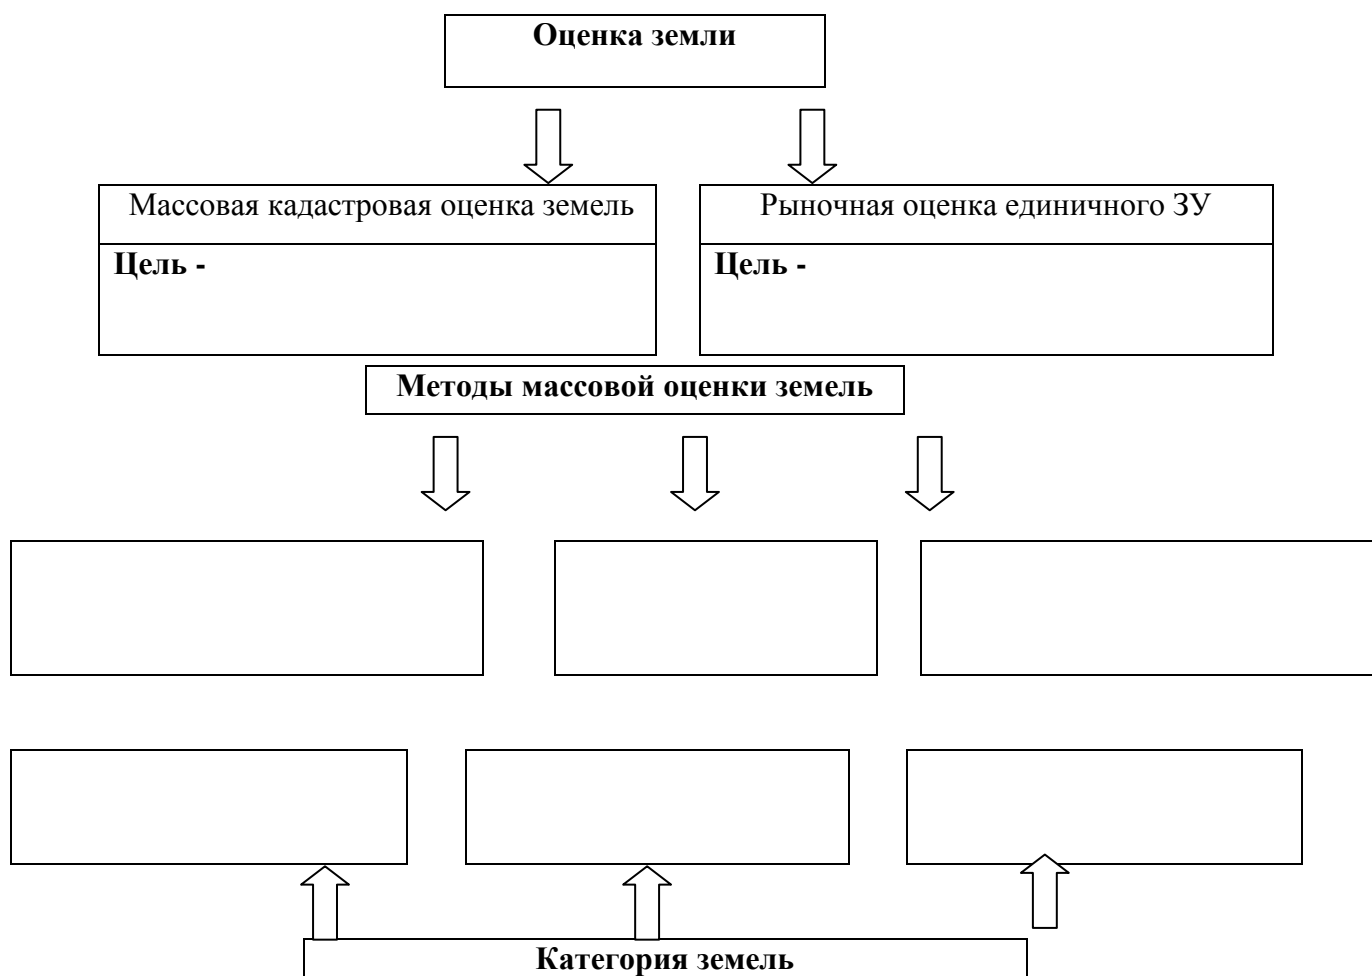 Оценка земли
Массовая кадастровая оценка земель
Рыночная оценка единичного ЗУ
Цель -
Цель -
Методы массовой оценки земель
Категория земель